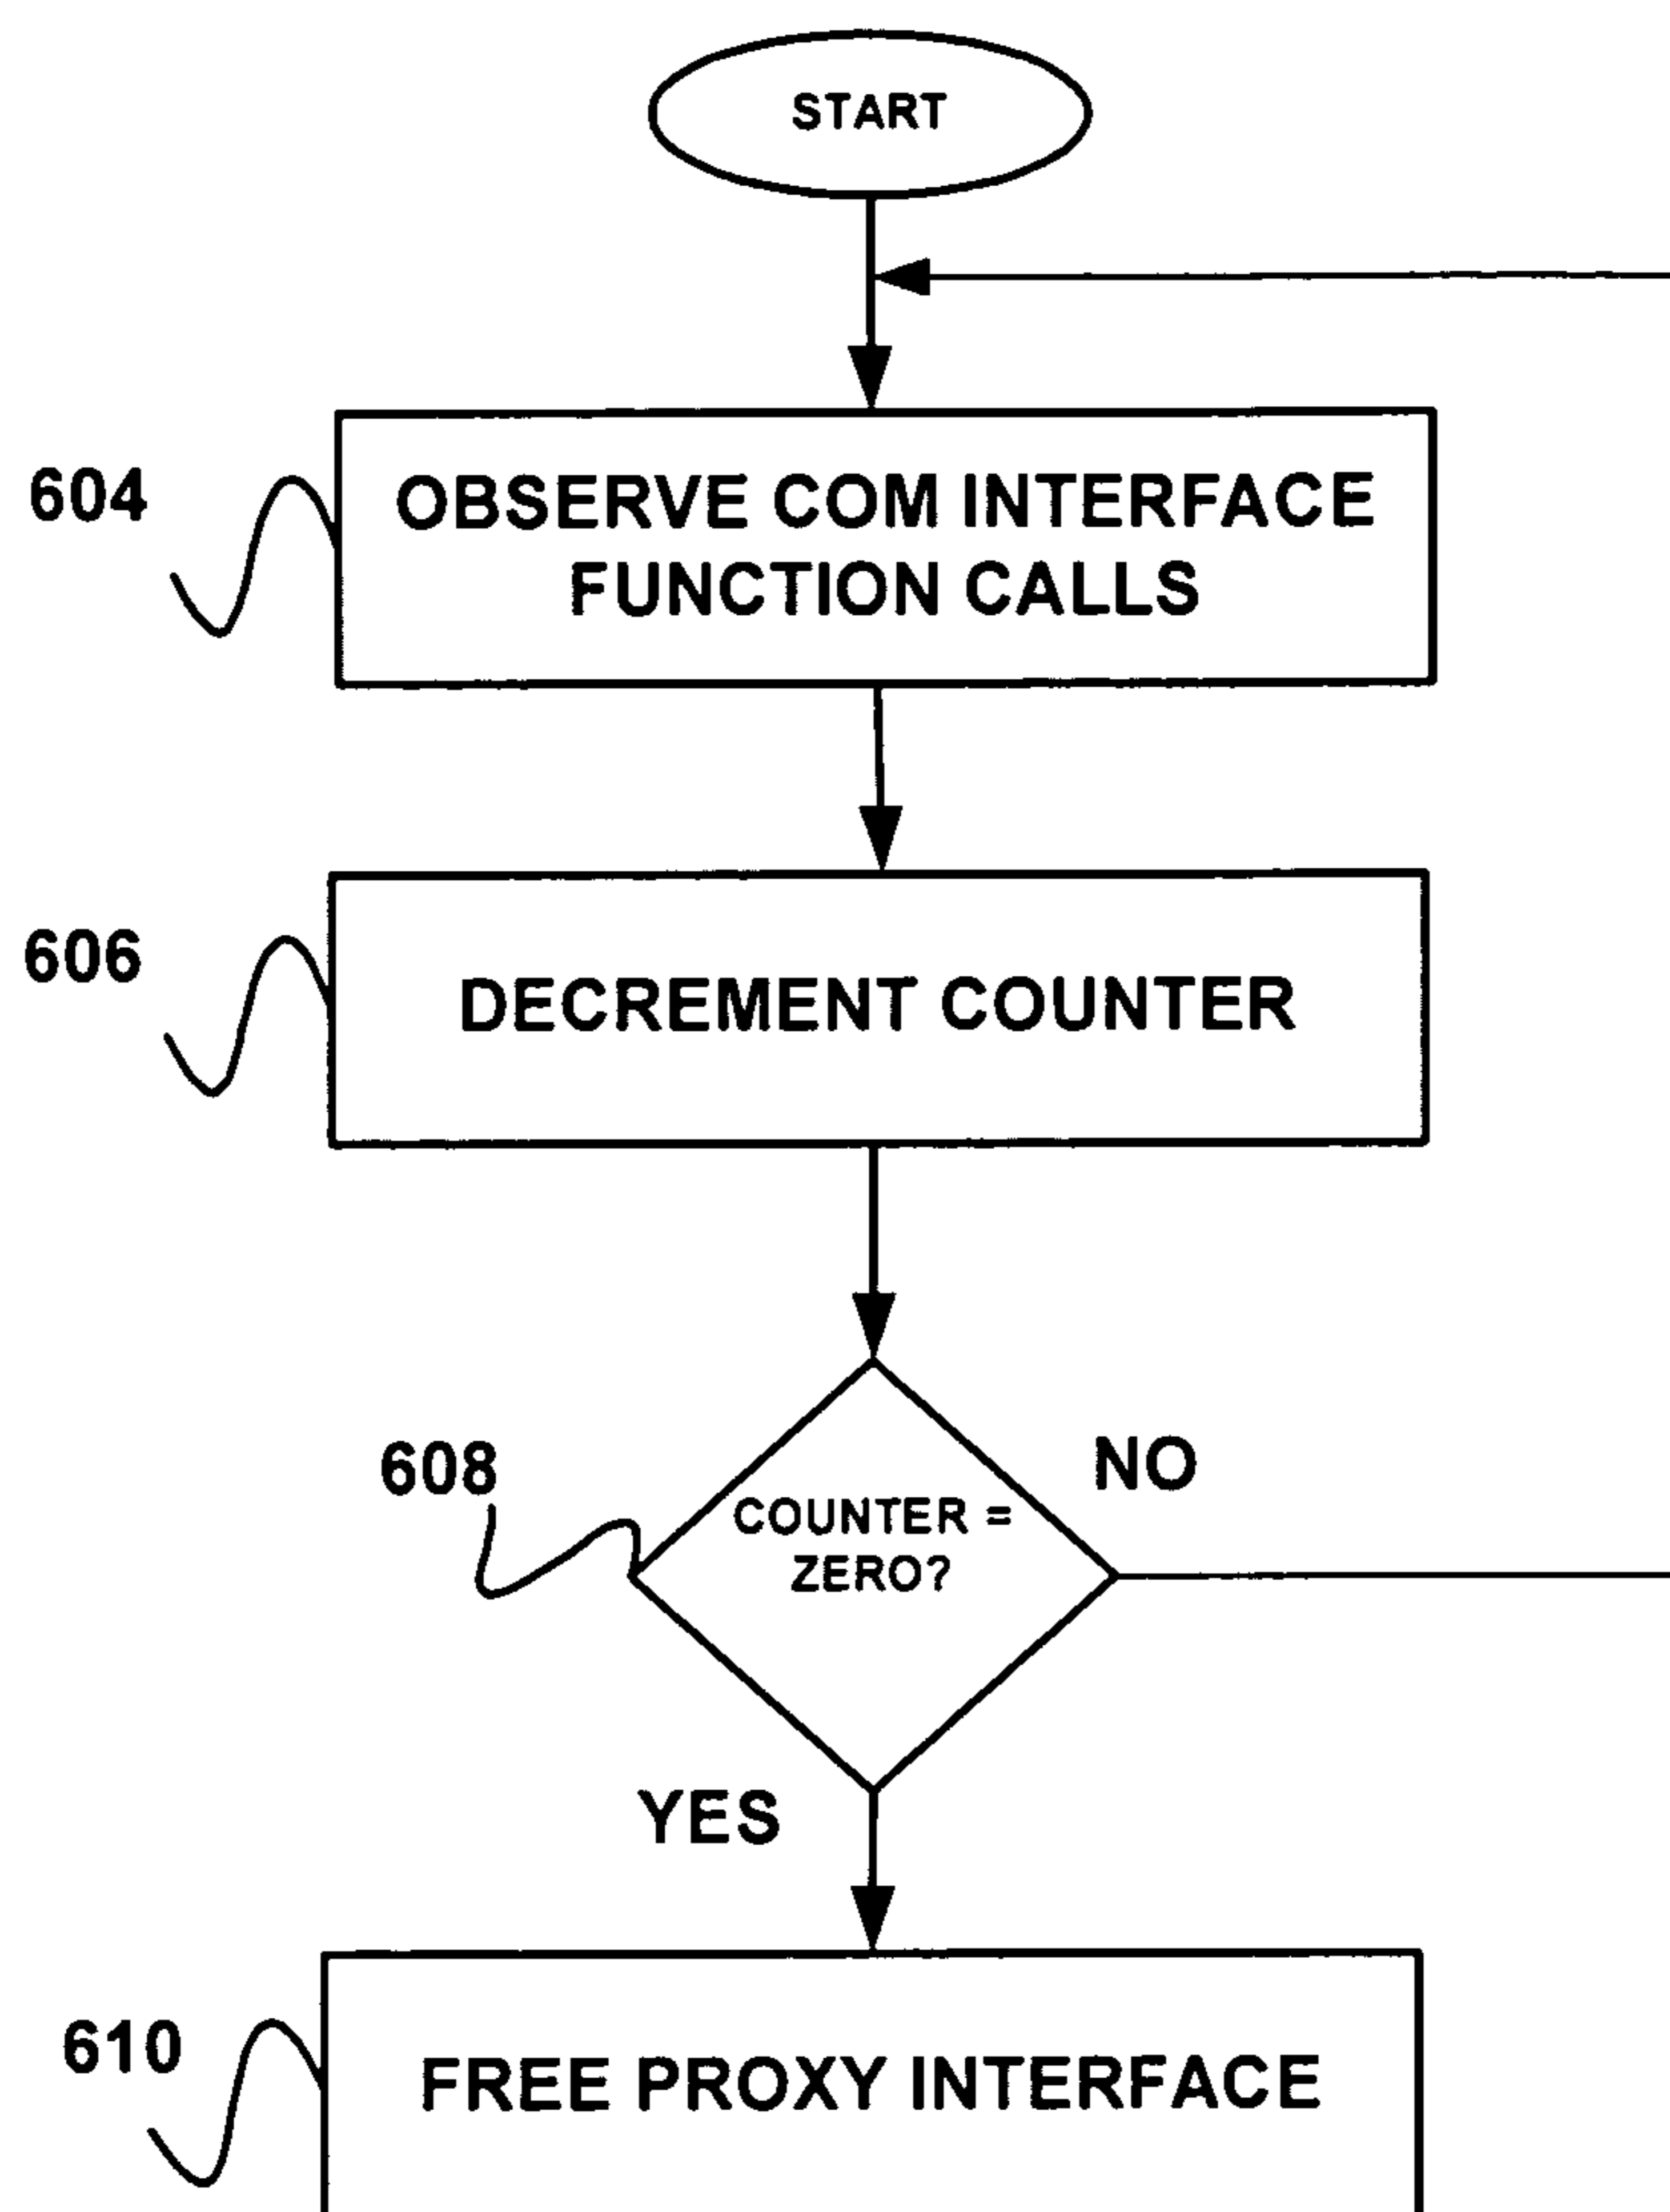 START
604
OBSERVE COM INTERFACE
FUNCTION CALLS
606
DECREMENT COUNTER
608
NO
COUNTER =
ZERO?
YES
610
FREE PROXY INTERFACE